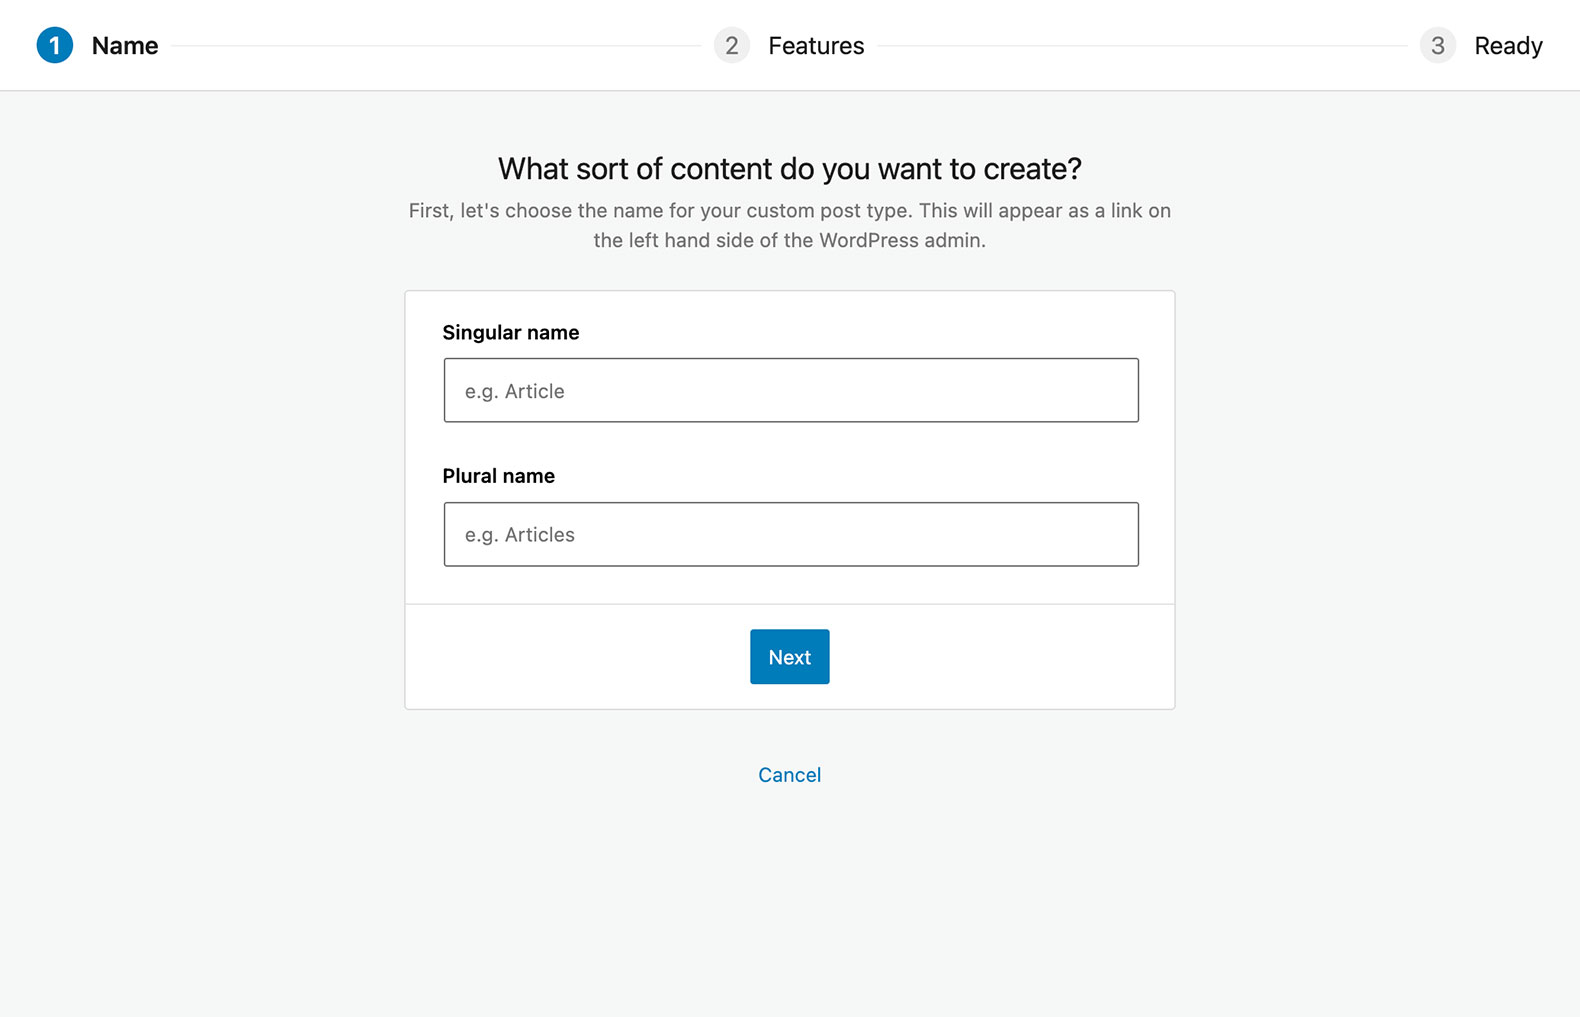 1 Name 2 Features 3 Ready
What sort of content do you want to create?
First, let's choose the name for your custom post type. This will appear as a link on
the left hand side of the WordPress admin.
Singular name
e.g. Article
Plural name
e.g. Articles
Next
Cancel